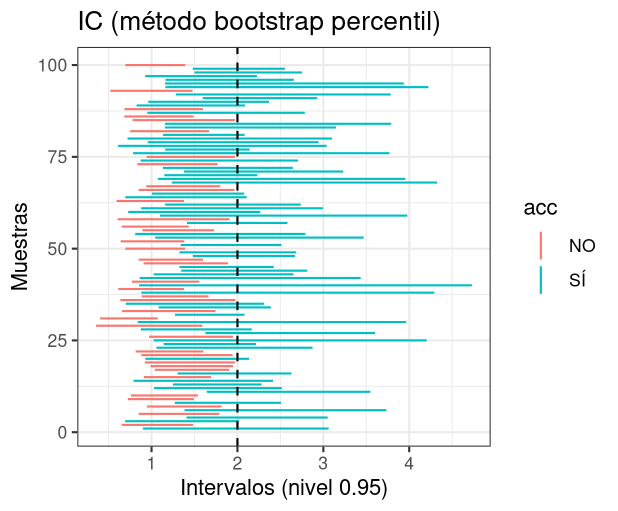 IC (método bootstrap percentil)
100
75
50
25
0
Muestras
1 2 3 4
Intervalos (nivel 0.95)
acc
NO
SÍ